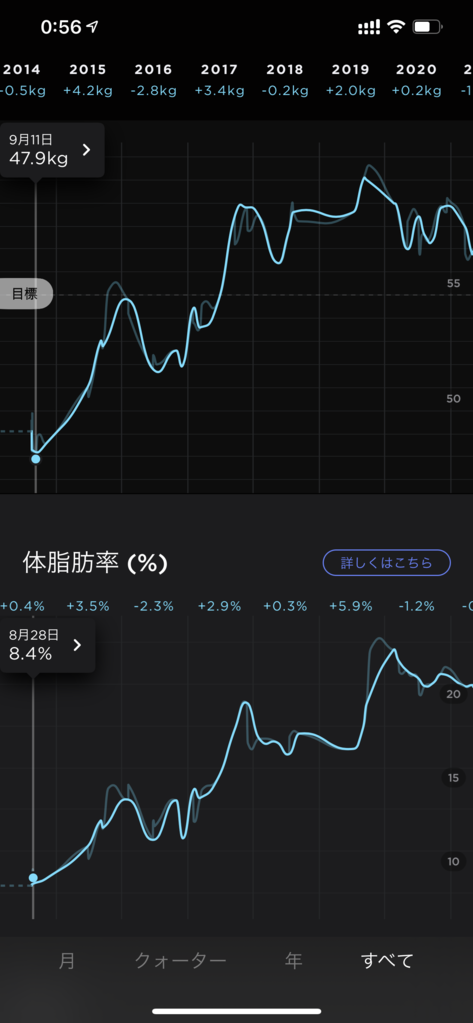 0:56
2014 2015 2016 2017 2018 2019 2020 2
-0.5kg +4.2kg -2.8kg +3.4kg -0.2kg +2.0kg +0.2kg -1
9月11日
47.9kg
55
目標
50
体脂肪率 (%)
詳しくはこちら
+0.4% +3.5% -2.3% +2.9% +0.3% +5.9% -1.2% -0
8月28日
8.4%
20
15
10
月 クォーター 年 すべて